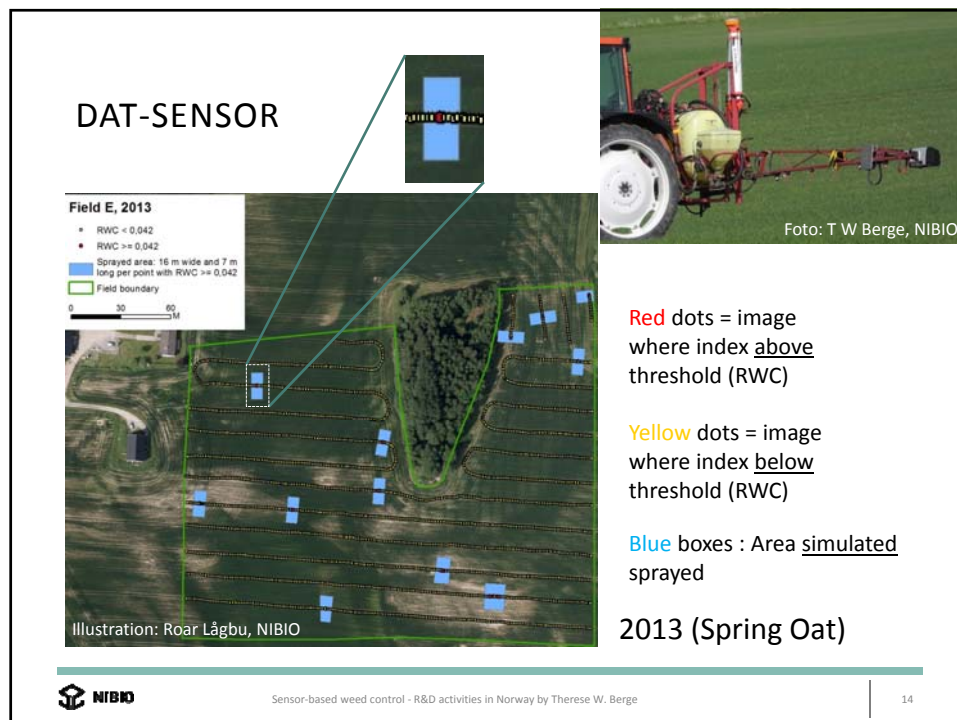 DAT-SENSOR
Foto: T W Berge, NIBIO
Field E, 2013
RWC < 0,042
RWC >= 0,042
Sprayed area: 16 m wide and 7 m
long per point with RWC >= 0,042
Field boundary
0 30 60
M
Red dots = image
where index above
threshold (RWC)
Yellow dots = image
where index below
threshold (RWC)
Blue boxes : Area simulated
sprayed
Illustration: Roar Lågbu, NIBIO
2013 (Spring Oat)
NIBIO
Sensor-based weed control - R&D activities in Norway by Therese W. Berge
14